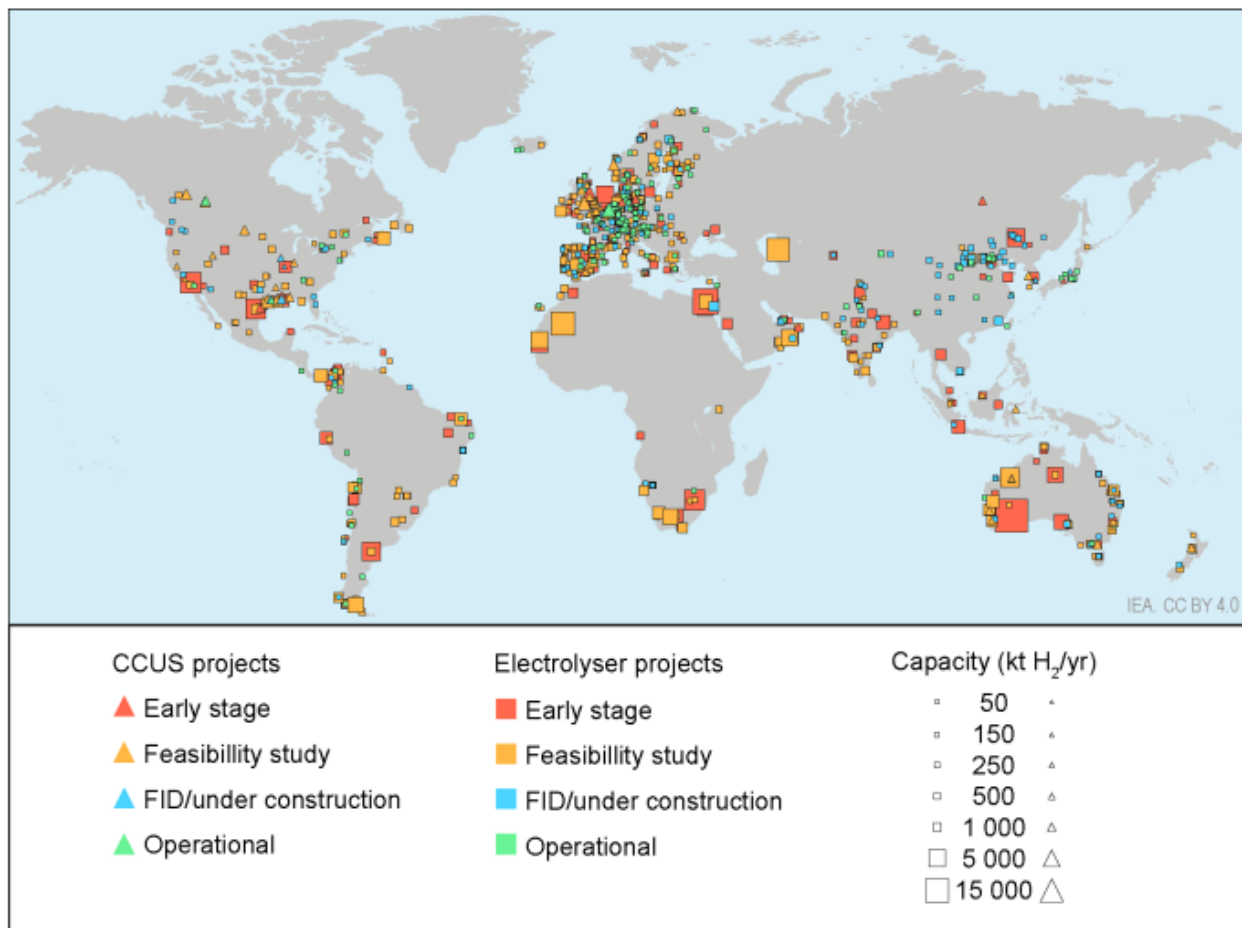 IEA. CC BY 4.0
CCUS projects
Early stage
Feasibillity study
FID/under construction
Operational
Electrolyser projects
Early stage
Feasibillity study
FID/under construction
Operational
Capacity (kt H₂/yr)
50
150
250
500
1 000
5 000
15 000